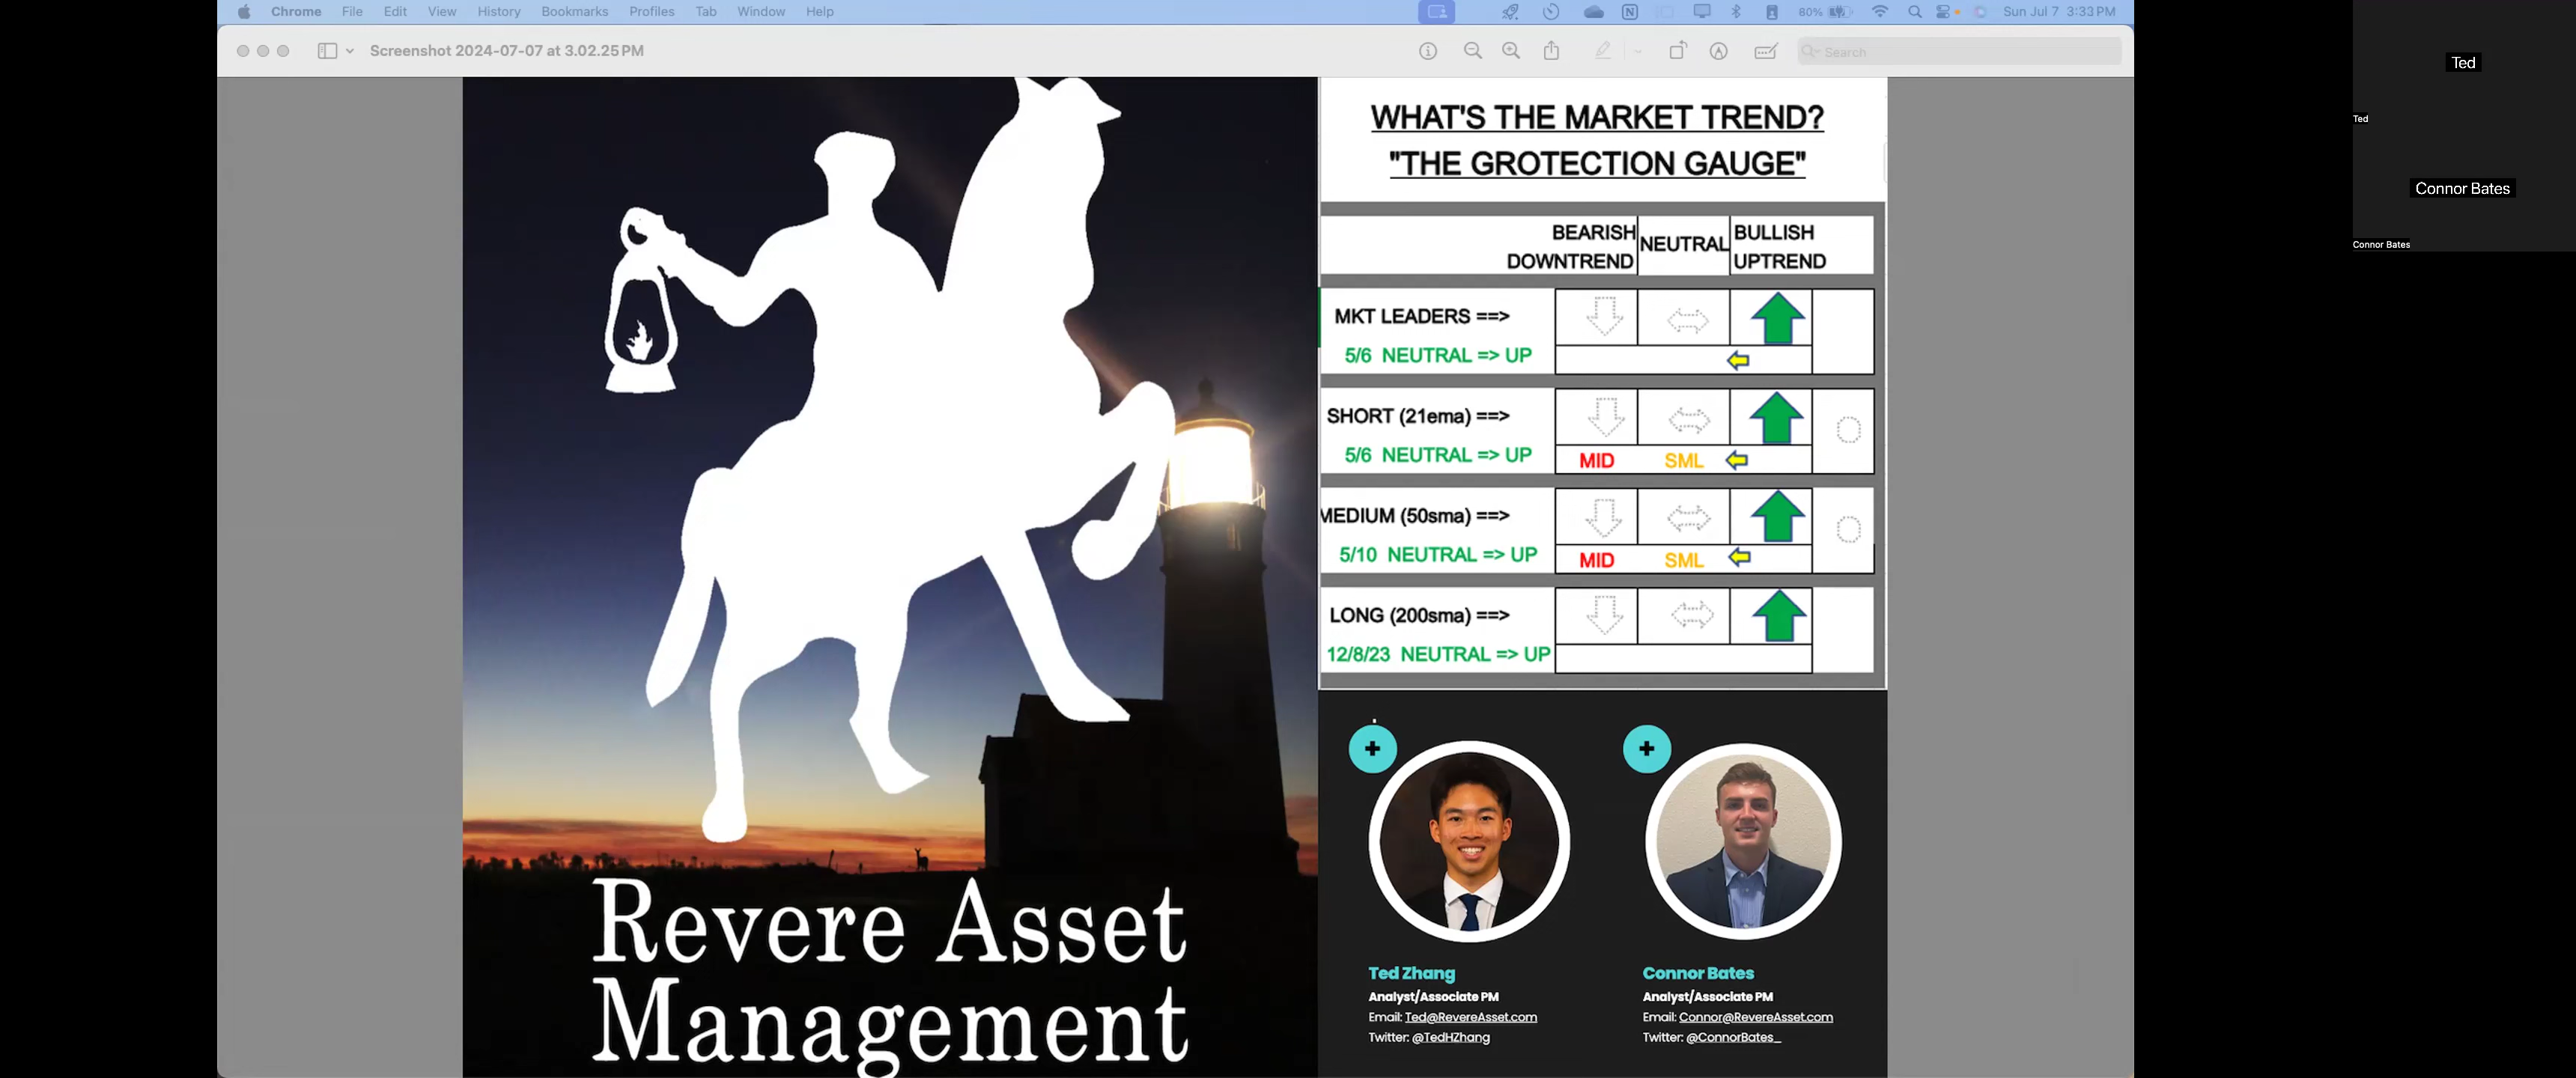 Chrome File Edit View History Bookmarks Profiles Tab Window Help 80% Sun Jul 7 3:33 PM
Screenshot 2024-07-07 at 3.02.25 PM Search
Revere Asset
Management
WHAT'S THE MARKET TREND?
"THE GROTECTION GAUGE"
BEARISH NEUTRAL BULLISH
DOWNTREND UPTREND
MKT LEADERS ==>
5/6 NEUTRAL => UP
SHORT (21ema) ==>
5/6 NEUTRAL => UP MID SML
MEDIUM (50sma) ==>
5/10 NEUTRAL => UP MID SML
LONG (200sma) ==>
12/8/23 NEUTRAL => UP
Ted Zhang
Analyst/Associate PM
Email: Ted@RevereAsset.com
Twitter: @TedHZhang
Connor Bates
Analyst/Associate PM
Email: Connor@RevereAsset.com
Twitter: @ConnorBates_
Ted
Ted
Connor Bates
Connor Bates